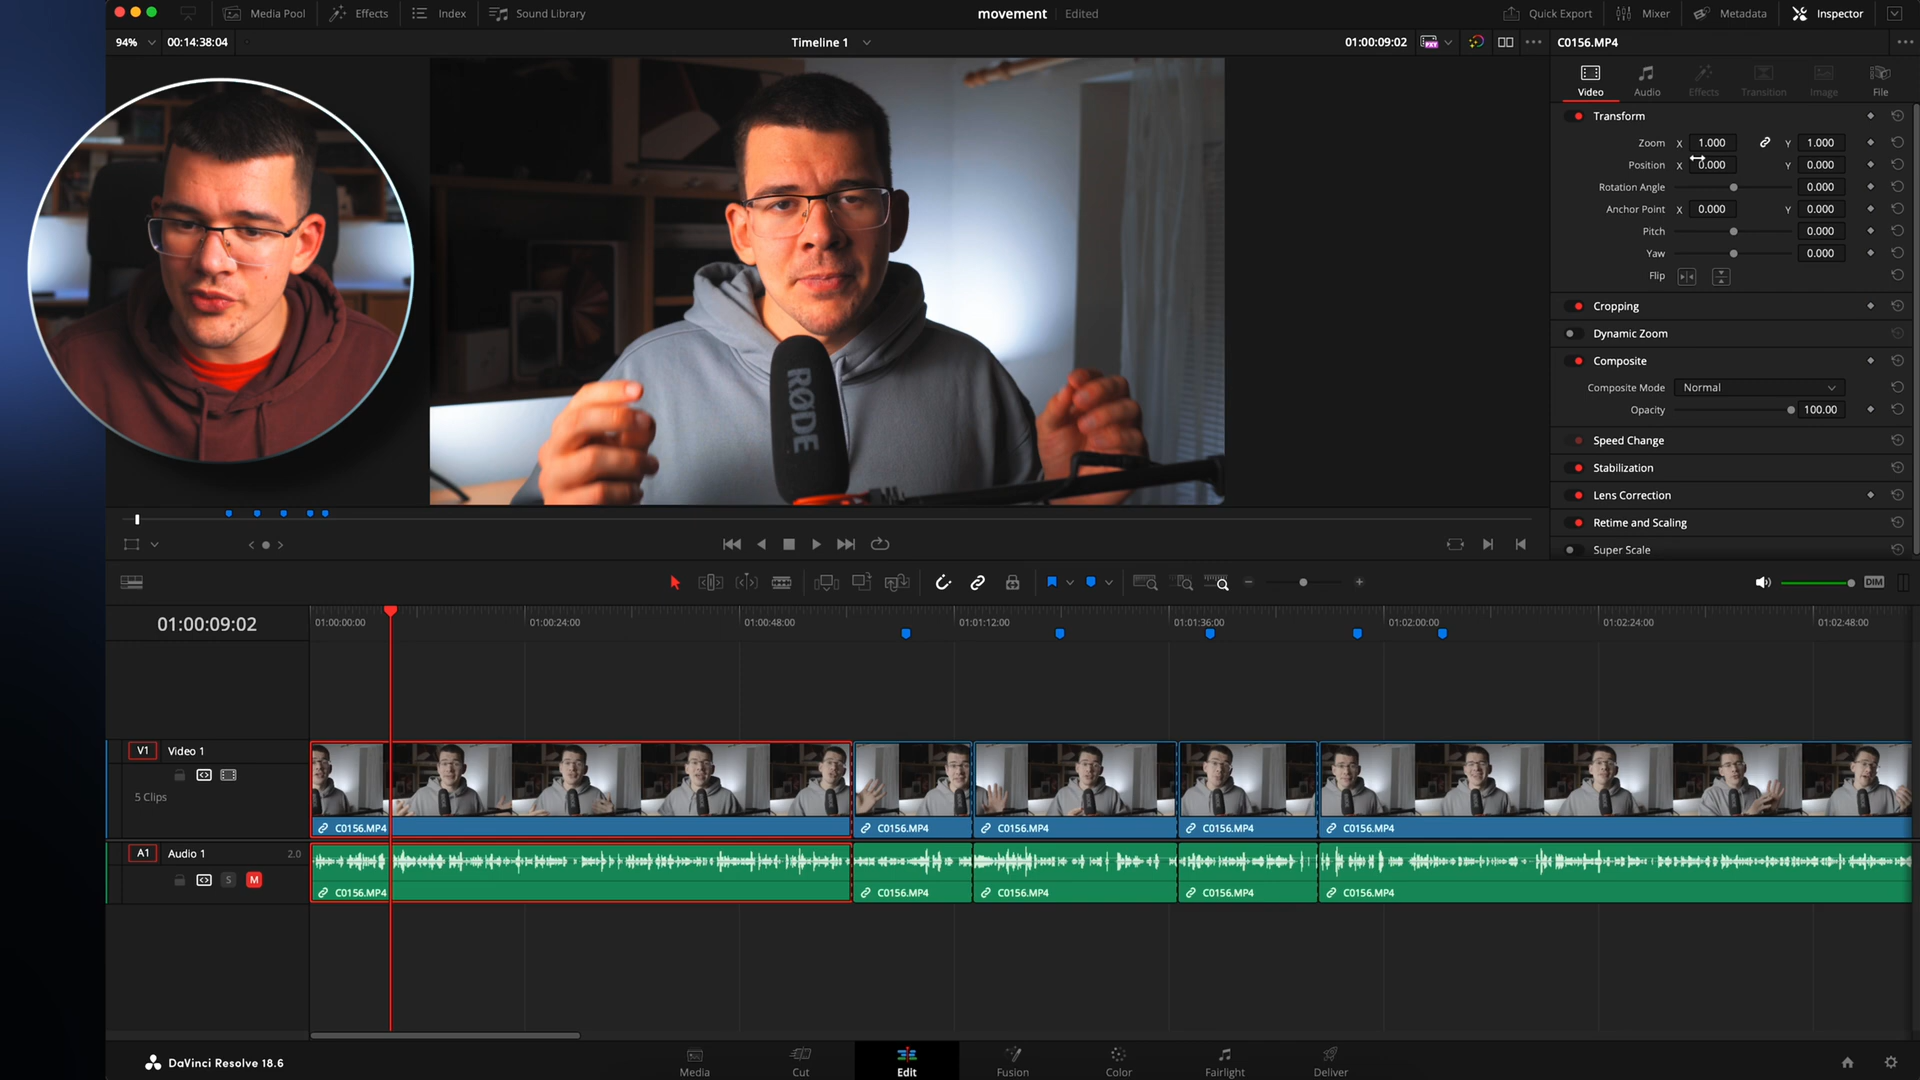 Media Pool
Effects
Index
Sound Library
movement
Edited
Quick Export
Mixer
Metadata
Inspector
94%
00:14:38:04
Timeline 1
01:00:09:02
C0156.MP4
Video
Audio
Effects
Transition
Image
File
Transform
Zoom X 1.000 Y 1.000
Position X 0.000 Y 0.000
Rotation Angle 0.000
Anchor Point X 0.000 Y 0.000
Pitch 0.000
Yaw 0.000
Flip
Cropping
Dynamic Zoom
Composite
Composite Mode Normal
Opacity 100.00
Speed Change
Stabilization
Lens Correction
Retime and Scaling
Super Scale
RØDE
DIM
01:00:09:02
01:00:00:00
01:00:24:00
01:00:48:00
01:01:12:00
01:01:36:00
01:02:00:00
01:02:24:00
01:02:48:00
V1 Video 1
5 Clips
C0156.MP4
C0156.MP4
C0156.MP4
C0156.MP4
C0156.MP4
A1 Audio 1 2.0
S M
C0156.MP4
C0156.MP4
C0156.MP4
C0156.MP4
C0156.MP4
DaVinci Resolve 18.6
Media
Cut
Edit
Fusion
Color
Fairlight
Deliver